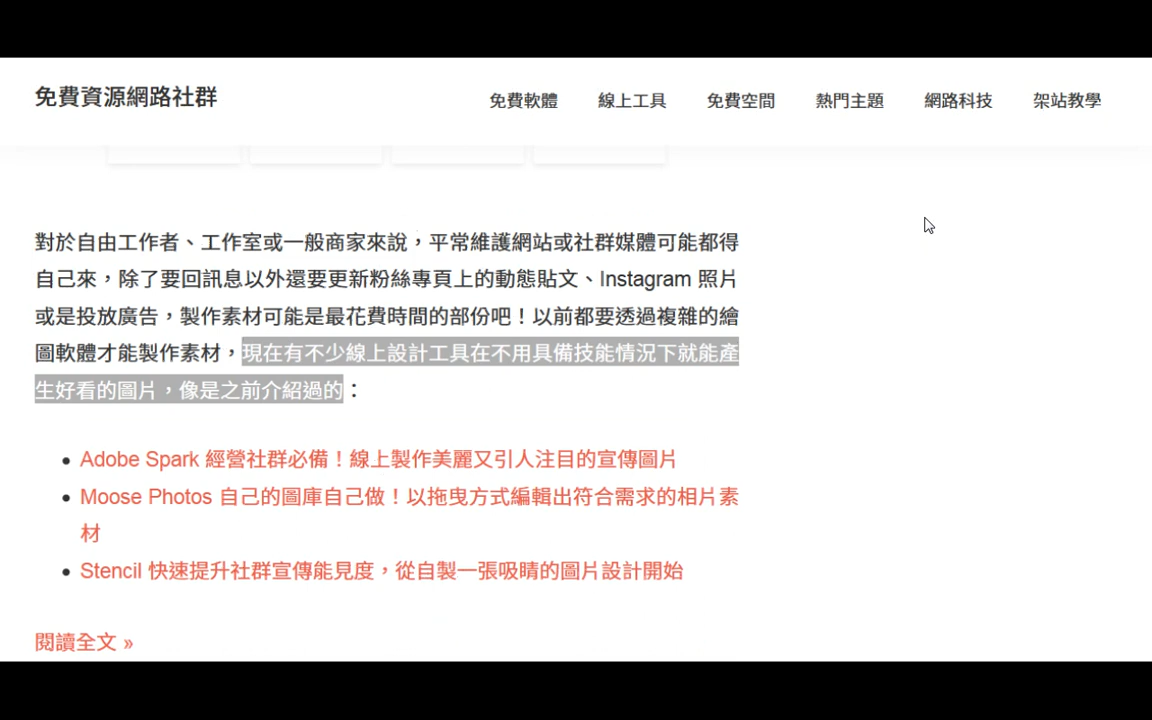 免費資源網路社群
免費軟體 線上工具 免費空間 熱門主題 網路科技 架站教學
對於自由工作者、工作室或一般商家來說，平常維護網站或社群媒體可能都得
自己來，除了要回訊息以外還要更新粉絲專頁上的動態貼文、Instagram 照片
或是投放廣告，製作素材可能是最花費時間的部份吧！以前都要透過複雜的繪
圖軟體才能製作素材，現在有不少線上設計工具在不用具備技能情況下就能產
生好看的圖片，像是之前介紹過的：
• Adobe Spark 經營社群必備！線上製作美麗又引人注目的宣傳圖片
• Moose Photos 自己的圖庫自己做！以拖曳方式編輯出符合需求的相片素
材
• Stencil 快速提升社群宣傳能見度，從自製一張吸睛的圖片設計開始
閱讀全文 »